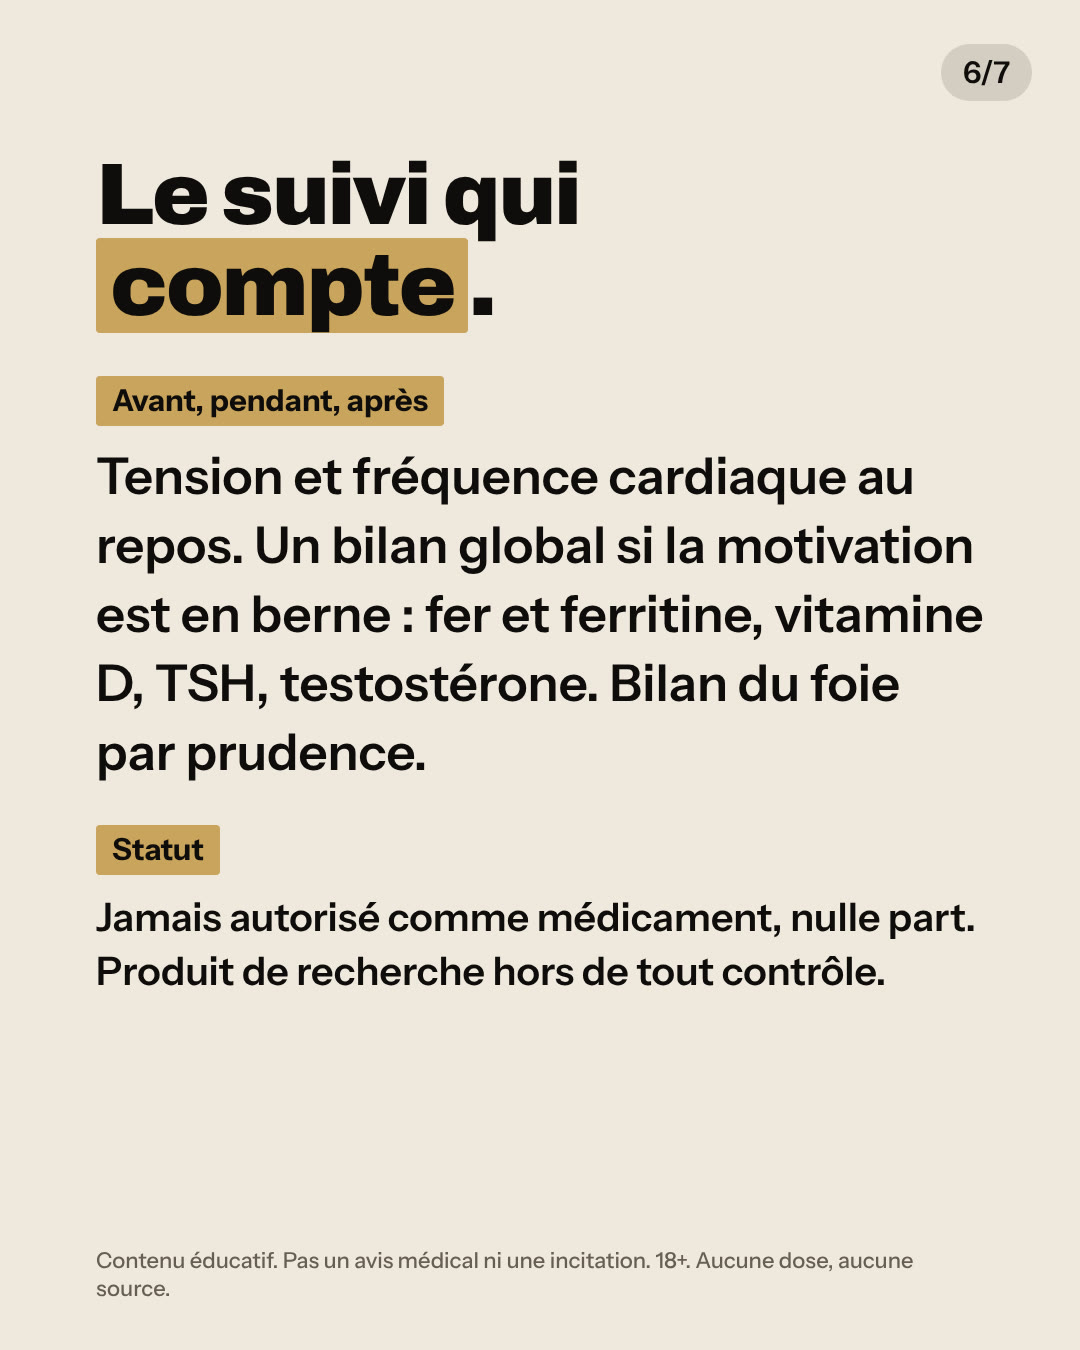 6/7
Le suivi qui
compte.
Avant, pendant, après
Tension et fréquence cardiaque au
repos. Un bilan global si la motivation
est en berne : fer et ferritine, vitamine
D, TSH, testostérone. Bilan du foie
par prudence.
Statut
Jamais autorisé comme médicament, nulle part.
Produit de recherche hors de tout contrôle.
Contenu éducatif. Pas un avis médical ni une incitation. 18+. Aucune dose, aucune
source.